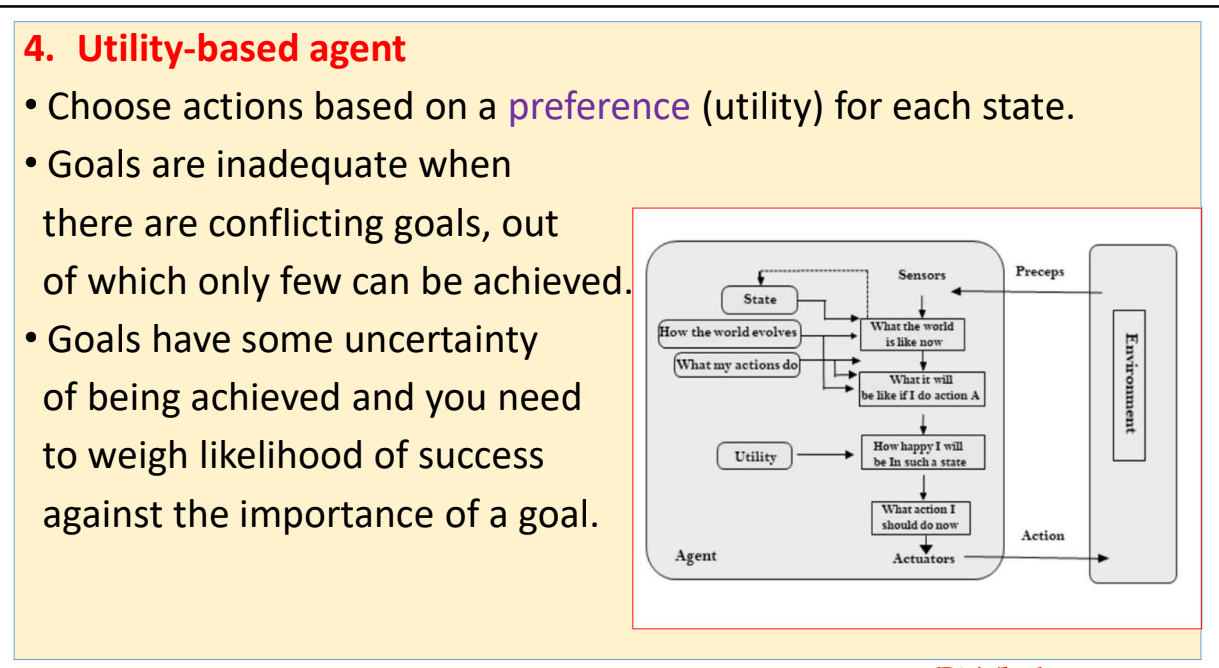 4. Utility-based agent
• Choose actions based on a preference (utility) for each state.
• Goals are inadequate when
there are conflicting goals, out
of which only few can be achieved.
• Goals have some uncertainty
of being achieved and you need
to weigh likelihood of success
against the importance of a goal.
Sensors
Preceps
State
How the world evolves
What the world
is like now
What my actions do
What it will
be like if I do action A
Utility
How happy I will
be In such a state
What action I
should do now
Agent
Actuators
Action
Environment